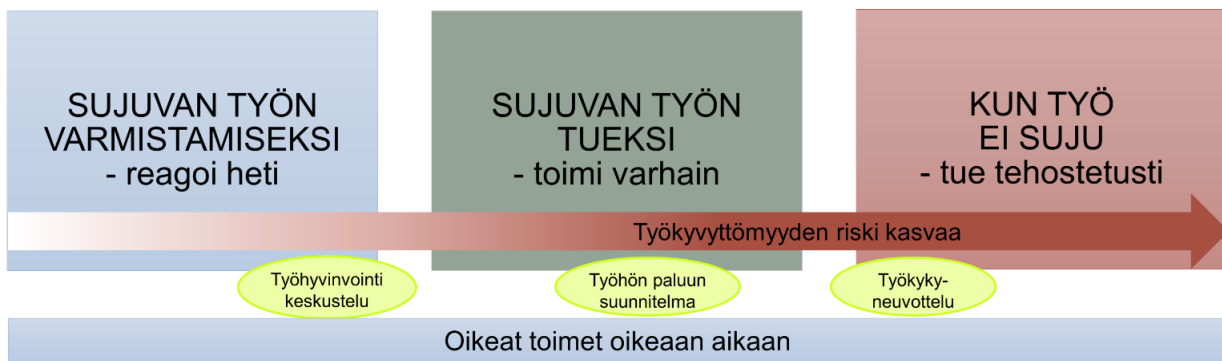 SUJUVAN TYÖN
VARMISTAMISEKSI
- reagoi heti
SUJUVAN TYÖN
TUEKSI
- toimi varhain
KUN TYÖ
EI SUJU
- tue tehostetusti
Työkyvyttömyyden riski kasvaa
Työhyvinvointi
keskustelu
Työhön paluun
suunnitelma
Työkyky-
neuvottelu
Oikeat toimet oikeaan aikaan